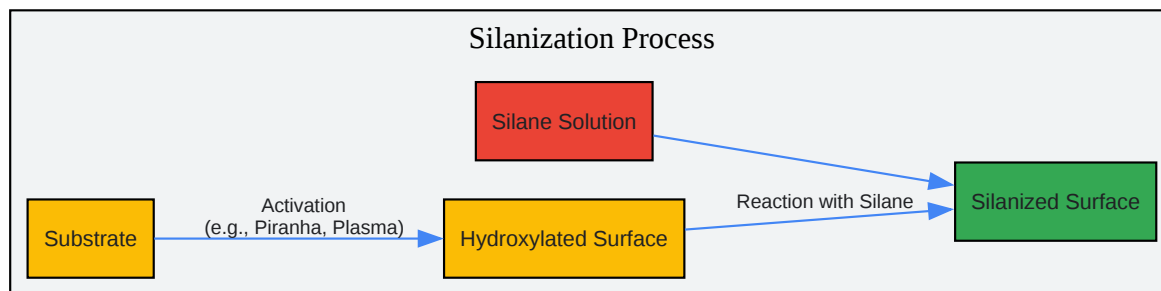 Silanization Process
Silane Solution
Substrate
Activation
(e.g., Piranha, Plasma)
Hydroxylated Surface
Reaction with Silane
Silanized Surface